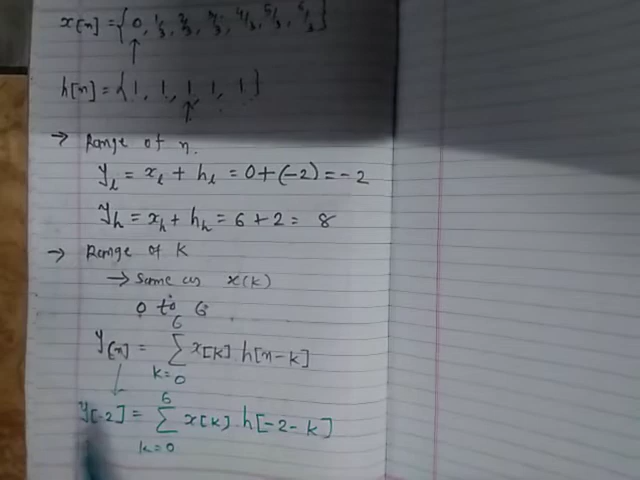 x[n] = {0, 1/3, 2/3, 3/3, 4/3, 5/3, 6/3}
↑
h[n] = {1, 1, 1, 1, 1}
↑
→ Range of n.
y_l = x_l + h_l = 0 + (-2) = -2
y_h = x_h + h_h = 6 + 2 = 8
→ Range of k
→ Same as x(k)
0 to 6
y[n] = Σ_{k=0}^{6} x[k] h[n-k]
↓
y[-2] = Σ_{k=0}^{6} x[k] . h[-2-k]